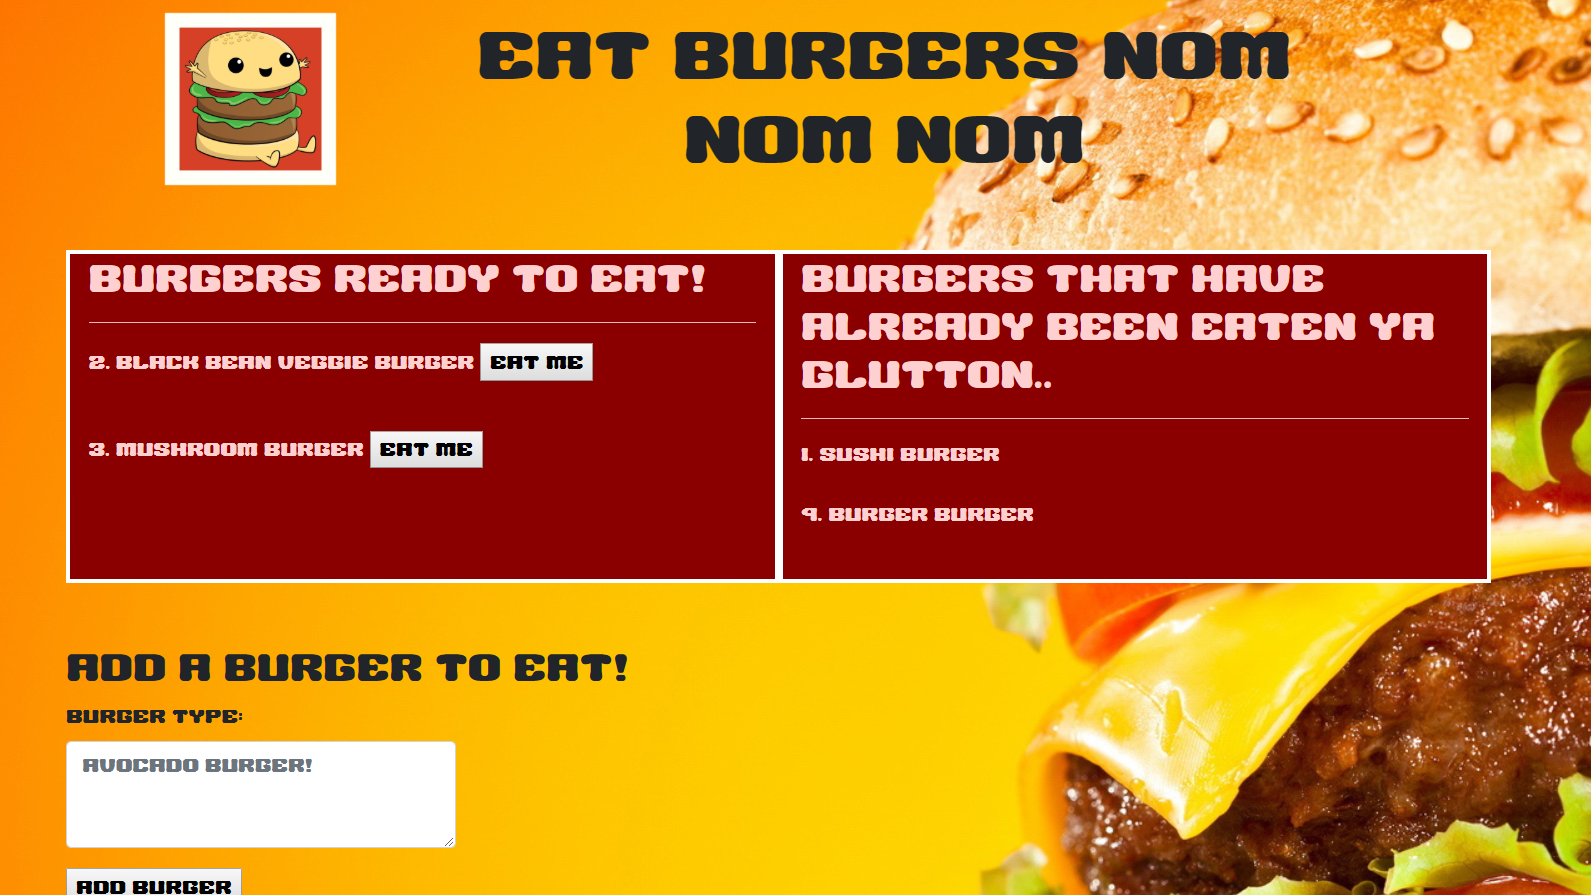 EAT BURGERS NOM
NOM NOM
BURGERS READY TO EAT!
2. BLACK BEAN VEGGIE BURGER EAT ME
3. MUSHROOM BURGER EAT ME
BURGERS THAT HAVE
ALREADY BEEN EATEN YA
GLUTTON..
1. SUSHI BURGER
9. BURGER BURGER
ADD A BURGER TO EAT!
BURGER TYPE:
AVOCADO BURGER!
ADD BURGER